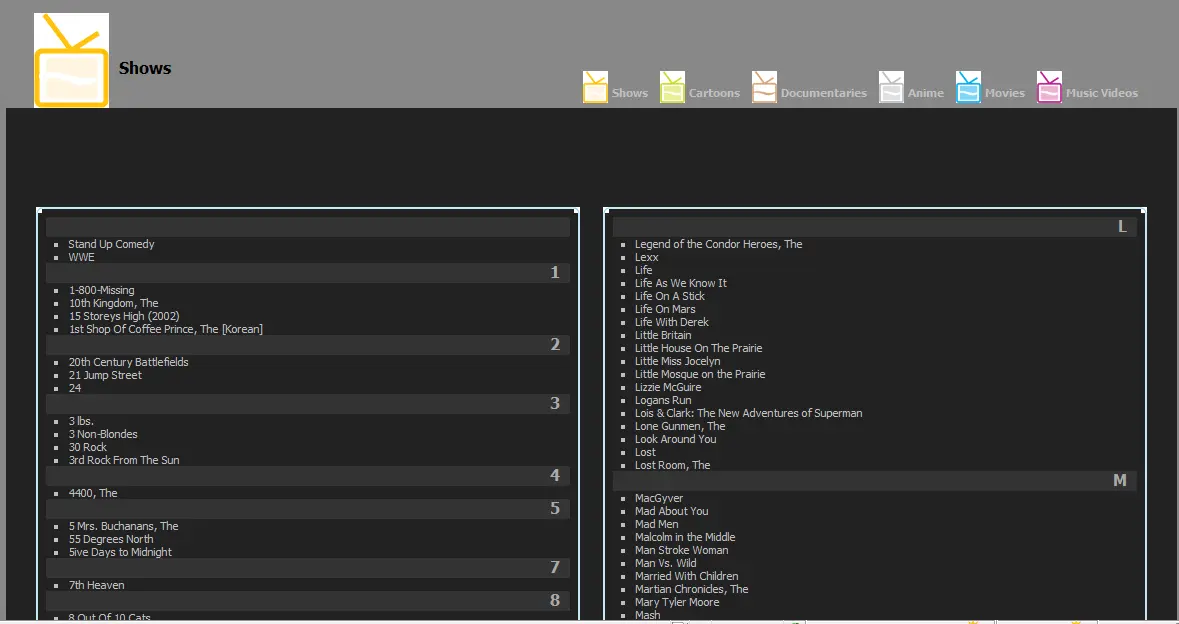 Shows
Shows Cartoons Documentaries Anime Movies Music Videos
Stand Up Comedy
WWE
1
1-800-Missing
10th Kingdom, The
15 Storeys High (2002)
1st Shop Of Coffee Prince, The [Korean]
2
20th Century Battlefields
21 Jump Street
24
3
3 lbs.
3 Non-Blondes
30 Rock
3rd Rock From The Sun
4
4400, The
5
5 Mrs. Buchanans, The
55 Degrees North
5ive Days to Midnight
7
7th Heaven
8
8 Out Of 10 Cats
L
Legend of the Condor Heroes, The
Lexx
Life
Life As We Know It
Life On A Stick
Life On Mars
Life With Derek
Little Britain
Little House On The Prairie
Little Miss Jocelyn
Little Mosque on the Prairie
Lizzie McGuire
Logans Run
Lois & Clark: The New Adventures of Superman
Lone Gunmen, The
Look Around You
Lost
Lost Room, The
M
MacGyver
Mad About You
Mad Men
Malcolm in the Middle
Man Stroke Woman
Man Vs. Wild
Married With Children
Martian Chronicles, The
Mary Tyler Moore
Mash